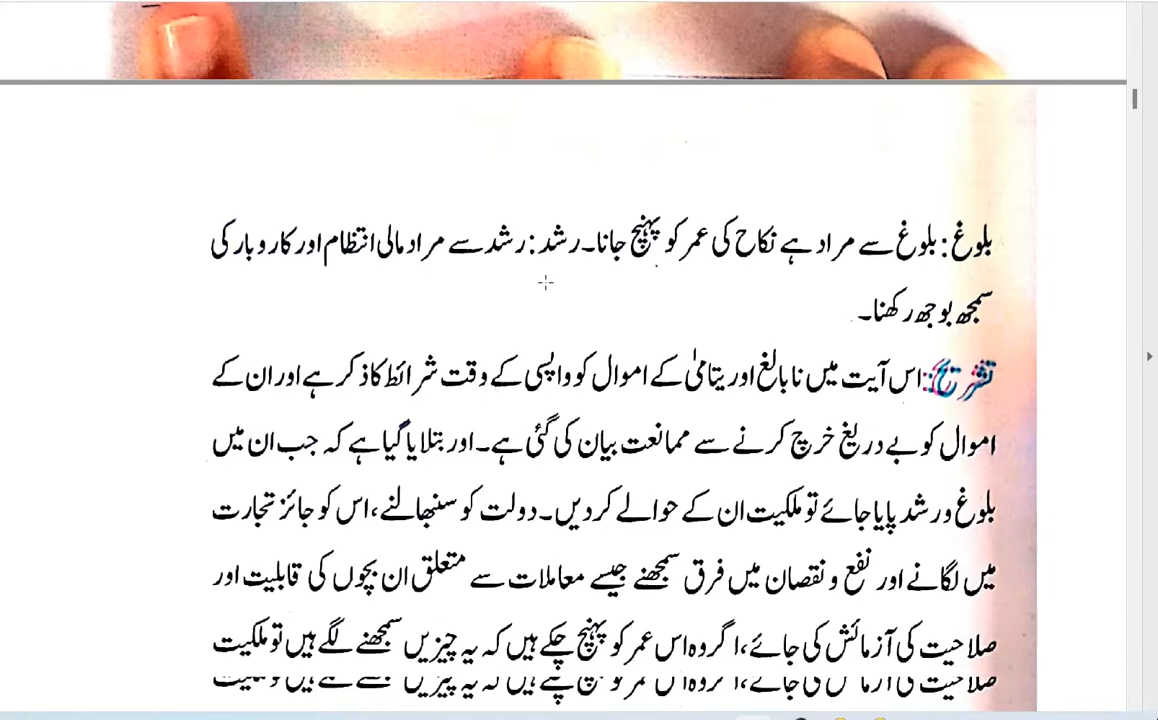 بلوغ: بلوغ سے مراد ہے نکاح کی عمر کو پہنچ جانا۔ رشد: رشد سے مراد مالی انتظام اور کاروبار کی
سمجھ بوجھ رکھنا۔
تشریح: اس آیت میں نابالغ اور یتامیٰ کے اموال کو واپسی کے وقت شرائط کا ذکر ہے اور ان کے
اموال کو بے دریغ خرچ کرنے سے ممانعت بیان کی گئی ہے۔ اور بتلایا گیا ہے کہ جب ان میں
بلوغ و رشد پایا جائے تو ملکیت ان کے حوالے کر دیں۔ دولت کو سنبھالنے، اس کو جائز تجارت
میں لگانے اور نفع و نقصان میں فرق سمجھنے جیسے معاملات سے متعلق ان بچوں کی قابلیت اور
صلاحیت کی آزمائش کی جائے، اگر وہ اس عمر کو پہنچ چکے ہیں کہ یہ چیزیں سمجھنے لگے ہیں تو ملکیت